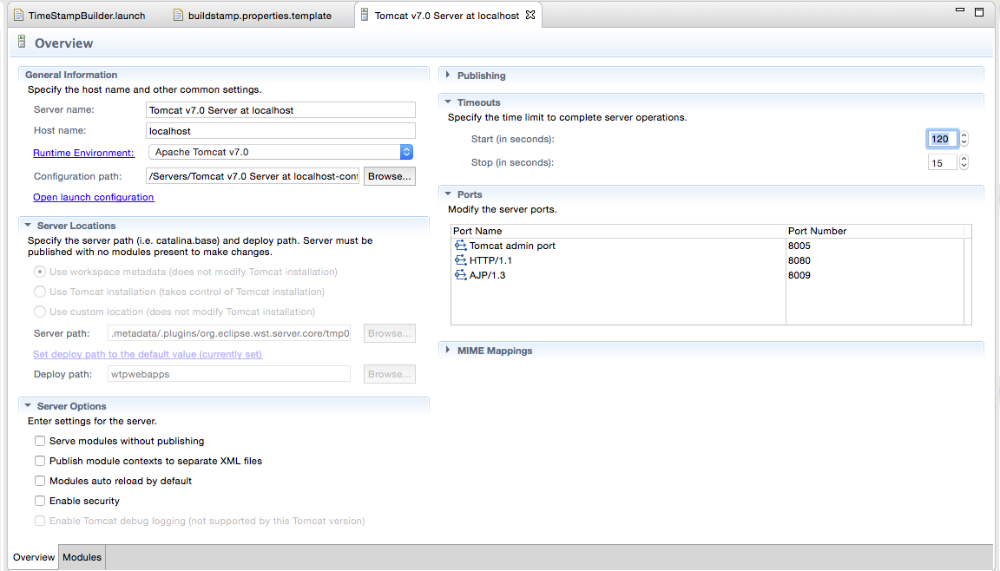 TimeStampBuilder.launch
buildstamp.properties.template
Tomcat v7.0 Server at localhost
Overview
General Information
Specify the host name and other common settings.
Server name: Tomcat v7.0 Server at localhost
Host name: localhost
Runtime Environment: Apache Tomcat v7.0
Configuration path: /Servers/Tomcat v7.0 Server at localhost-conf Browse...
Open launch configuration
Server Locations
Specify the server path (i.e. catalina.base) and deploy path. Server must be
published with no modules present to make changes.
Use workspace metadata (does not modify Tomcat installation)
Use Tomcat installation (takes control of Tomcat installation)
Use custom location (does not modify Tomcat installation)
Server path: .metadata/.plugins/org.eclipse.wst.server.core/tmp0 Browse...
Set deploy path to the default value (currently set)
Deploy path: wtpwebapps Browse...
Server Options
Enter settings for the server.
Serve modules without publishing
Publish module contexts to separate XML files
Modules auto reload by default
Enable security
Enable Tomcat debug logging (not supported by this Tomcat version)
Publishing
Timeouts
Specify the time limit to complete server operations.
Start (in seconds): 120
Stop (in seconds): 15
Ports
Modify the server ports.
Port Name Port Number
Tomcat admin port 8005
HTTP/1.1 8080
AJP/1.3 8009
MIME Mappings
Overview Modules